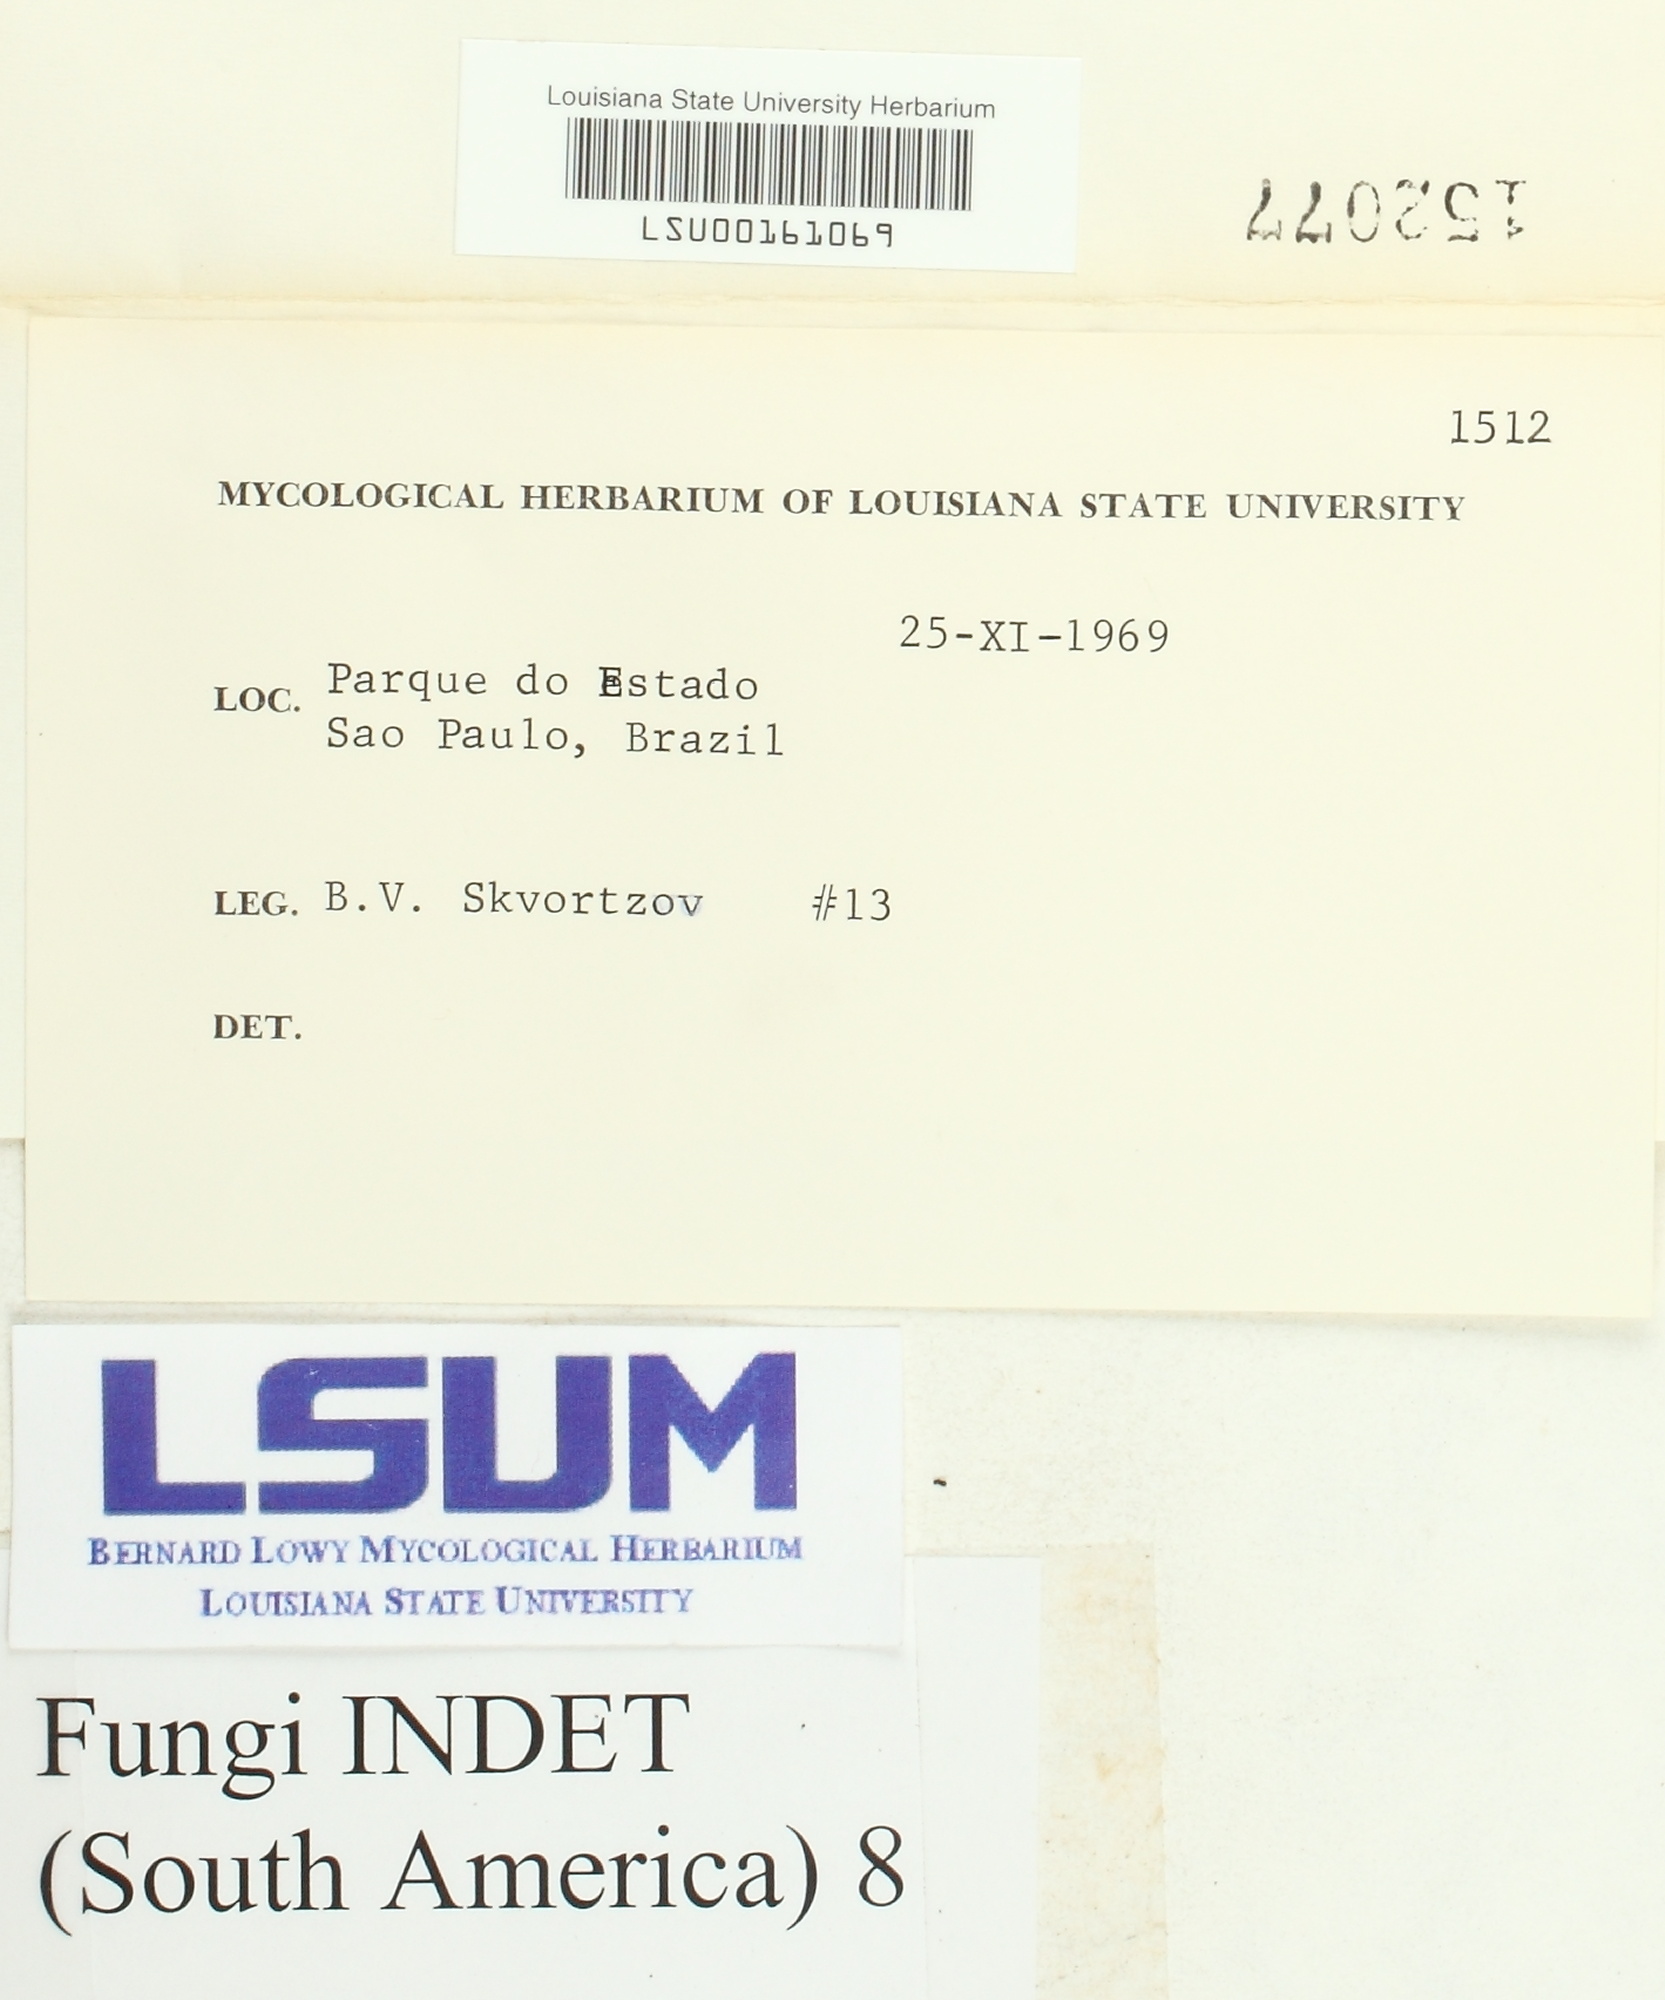 Louisiana State University Herbarium
LSU00161069
152077
1512
MYCOLOGICAL HERBARIUM OF LOUISIANA STATE UNIVERSITY
25-XI-1969
LOC. Parque do Estado
Sao Paulo, Brazil
LEG. B.V. Skvortzov #13
DET.
LSUM
BERNARD LOWY MYCOLOGICAL HERBARIUM
LOUISIANA STATE UNIVERSITY
Fungi INDET
(South America) 8